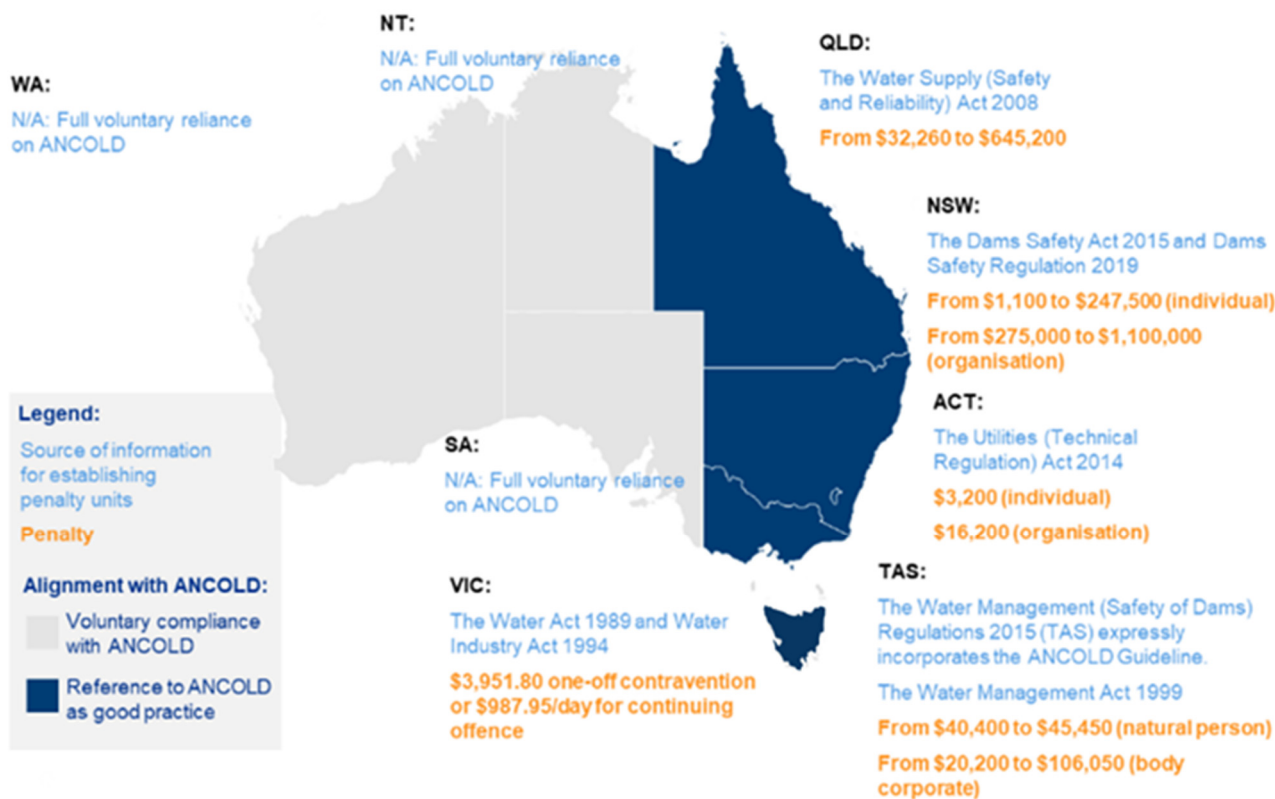 NT:
N/A: Full voluntary reliance
on ANCOLD
WA:
N/A: Full voluntary reliance
on ANCOLD
QLD:
The Water Supply (Safety
and Reliability) Act 2008
From $32,260 to $645,200
NSW:
The Dams Safety Act 2015 and Dams
Safety Regulation 2019
From $1,100 to $247,500 (individual)
From $275,000 to $1,100,000
(organisation)
ACT:
The Utilities (Technical
Regulation) Act 2014
$3,200 (individual)
$16,200 (organisation)
SA:
N/A: Full voluntary reliance
on ANCOLD
Legend:
Source of information
for establishing
penalty units
Penalty
Alignment with ANCOLD:
Voluntary compliance
with ANCOLD
Reference to ANCOLD
as good practice
VIC:
The Water Act 1989 and Water
Industry Act 1994
$3,951.80 one-off contravention
or $987.95/day for continuing
offence
TAS:
The Water Management (Safety of Dams)
Regulations 2015 (TAS) expressly
incorporates the ANCOLD Guideline.
The Water Management Act 1999
From $40,400 to $45,450 (natural person)
From $20,200 to $106,050 (body
corporate)